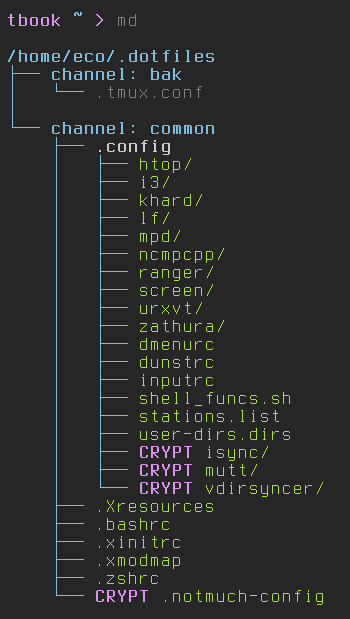 tbook ~ > md
/home/eco/.dotfiles
├── channel: bak
│   └── .tmux.conf
│
└── channel: common
    ├── .config
    │   ├── htop/
    │   ├── i3/
    │   ├── khard/
    │   ├── lf/
    │   ├── mpd/
    │   ├── ncmpcpp/
    │   ├── ranger/
    │   ├── screen/
    │   ├── urxvt/
    │   ├── zathura/
    │   ├── dmenurc
    │   ├── dunstrc
    │   ├── inputrc
    │   ├── shell_funcs.sh
    │   ├── stations.list
    │   ├── user-dirs.dirs
    │   ├── CRYPT isync/
    │   ├── CRYPT mutt/
    │   └── CRYPT vdirsyncer/
    ├── .Xresources
    ├── .bashrc
    ├── .xinitrc
    ├── .xmodmap
    ├── .zshrc
    └── CRYPT .notmuch-config